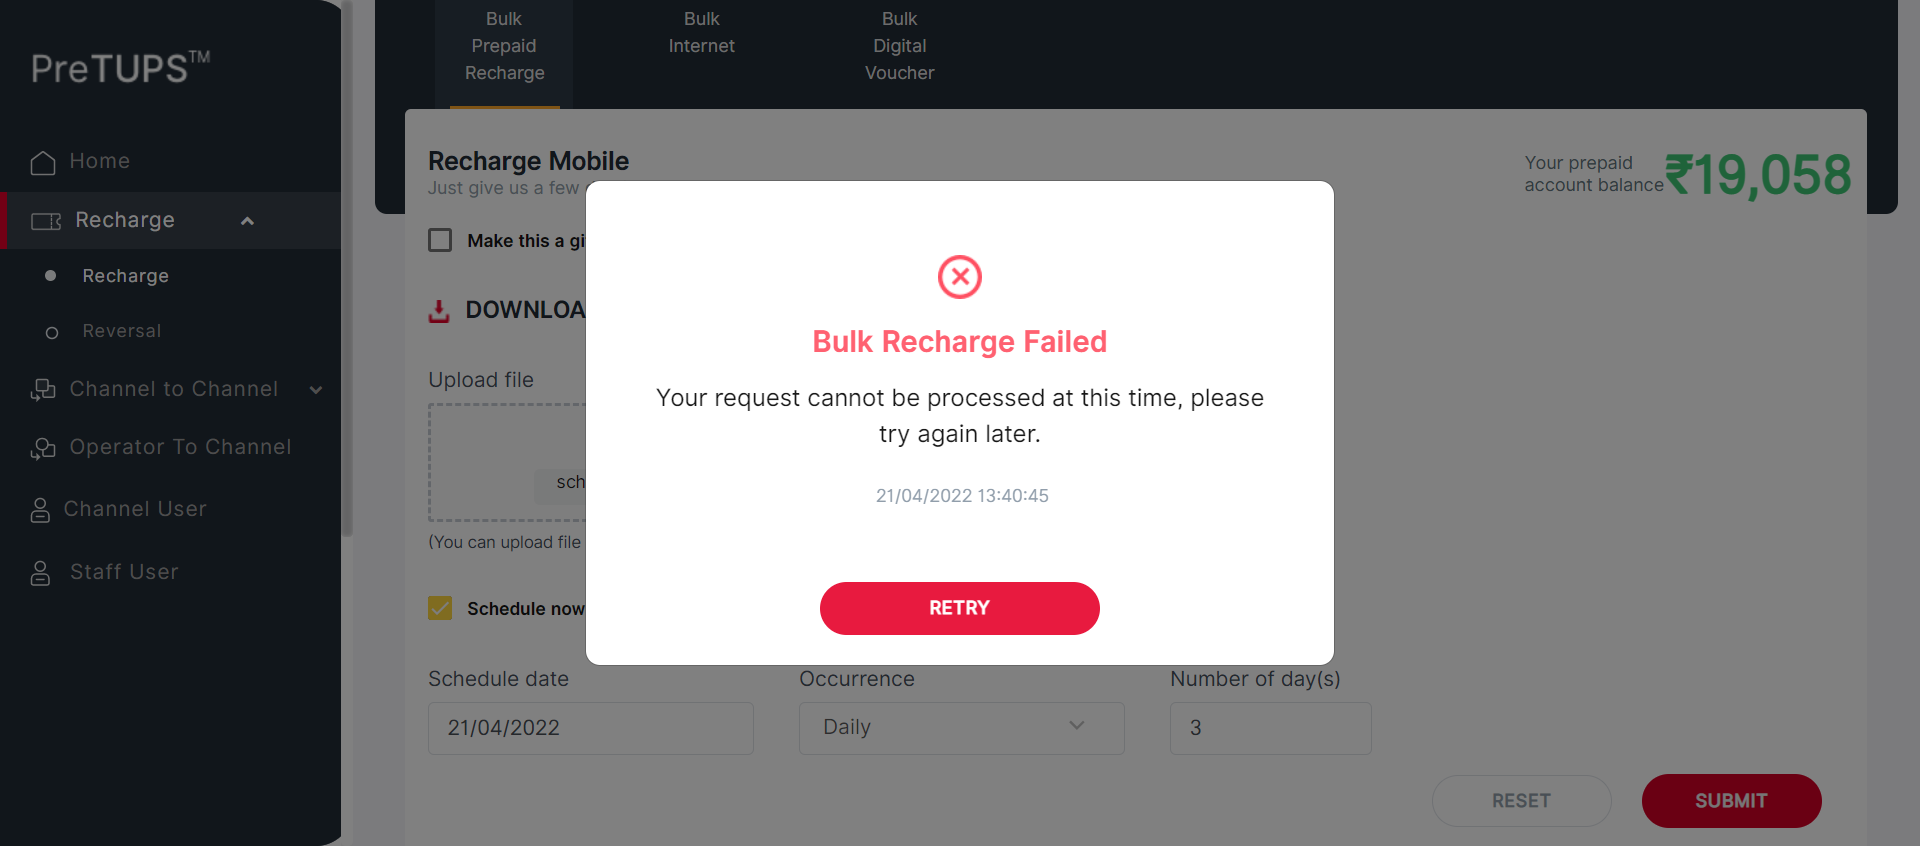 PreTUPS™
Home
Recharge
Recharge
Reversal
Channel to Channel
Operator To Channel
Channel User
Staff User
Bulk
Prepaid
Recharge
Bulk
Internet
Bulk
Digital
Voucher
Recharge Mobile
Just give us a few
Your prepaid
account balance
₹19,058
Make this a gi
DOWNLOA
Upload file
sch
(You can upload file
Schedule now
Bulk Recharge Failed
Your request cannot be processed at this time, please
try again later.
21/04/2022 13:40:45
RETRY
Schedule date
Occurrence
Number of day(s)
21/04/2022
Daily
3
RESET
SUBMIT